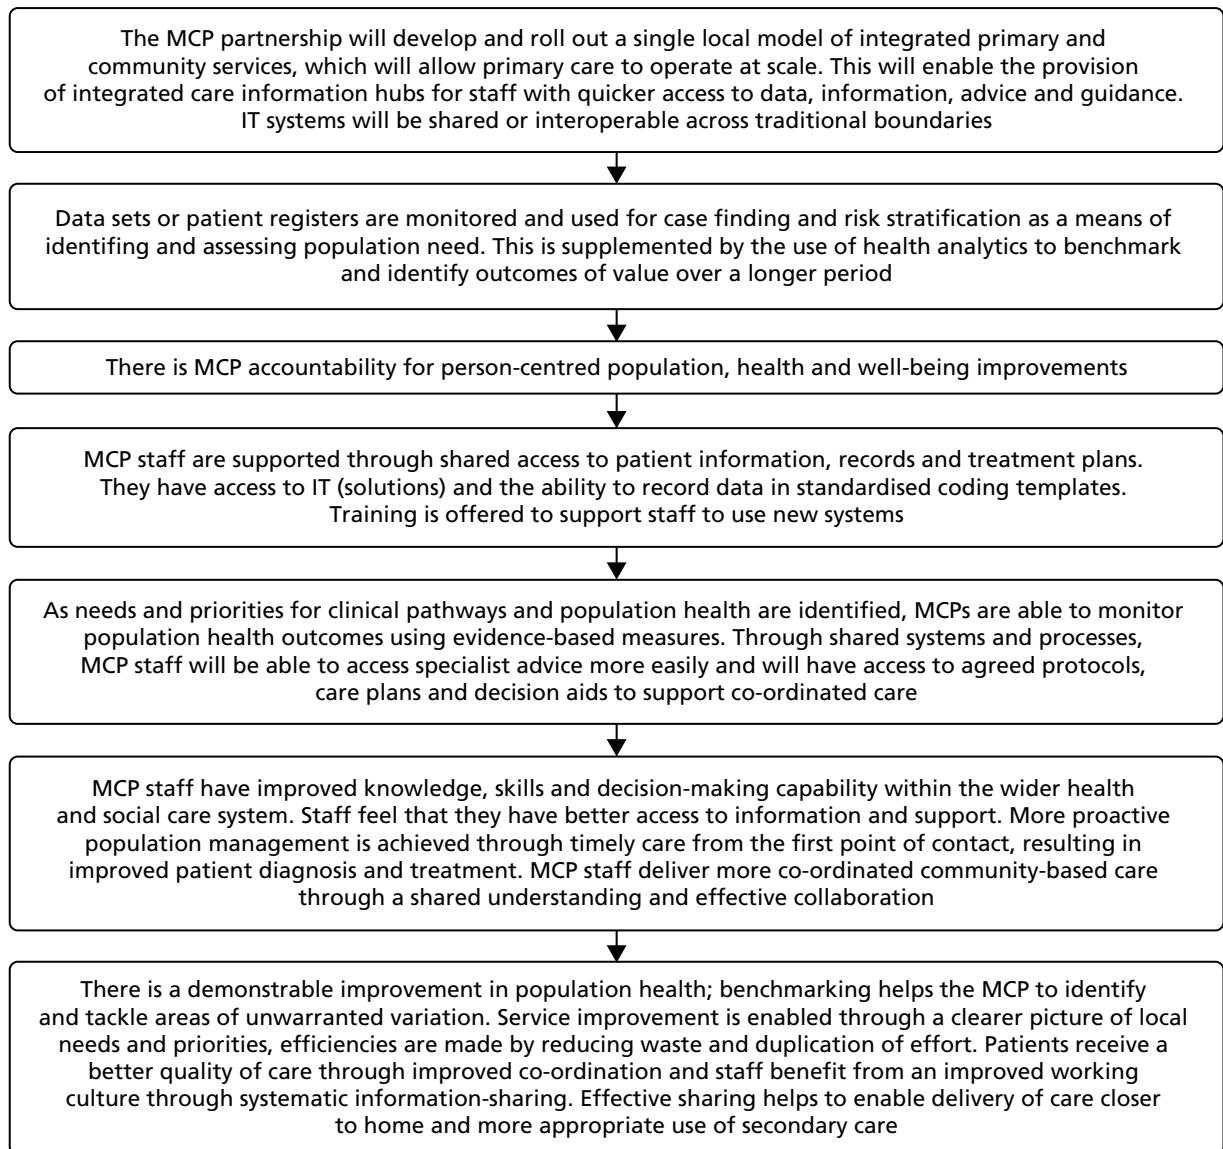 The MCP partnership will develop and roll out a single local model of integrated primary and
community services, which will allow primary care to operate at scale. This will enable the provision
of integrated care information hubs for staff with quicker access to data, information, advice and guidance.
IT systems will be shared or interoperable across traditional boundaries
Data sets or patient registers are monitored and used for case finding and risk stratification as a means of
identifing and assessing population need. This is supplemented by the use of health analytics to benchmark
and identify outcomes of value over a longer period
There is MCP accountability for person-centred population, health and well-being improvements
MCP staff are supported through shared access to patient information, records and treatment plans.
They have access to IT (solutions) and the ability to record data in standardised coding templates.
Training is offered to support staff to use new systems
As needs and priorities for clinical pathways and population health are identified, MCPs are able to monitor
population health outcomes using evidence-based measures. Through shared systems and processes,
MCP staff will be able to access specialist advice more easily and will have access to agreed protocols,
care plans and decision aids to support co-ordinated care
MCP staff have improved knowledge, skills and decision-making capability within the wider health
and social care system. Staff feel that they have better access to information and support. More proactive
population management is achieved through timely care from the first point of contact, resulting in
improved patient diagnosis and treatment. MCP staff deliver more co-ordinated community-based care
through a shared understanding and effective collaboration
There is a demonstrable improvement in population health; benchmarking helps the MCP to identify
and tackle areas of unwarranted variation. Service improvement is enabled through a clearer picture of local
needs and priorities, efficiencies are made by reducing waste and duplication of effort. Patients receive a
better quality of care through improved co-ordination and staff benefit from an improved working
culture through systematic information-sharing. Effective sharing helps to enable delivery of care closer
to home and more appropriate use of secondary care